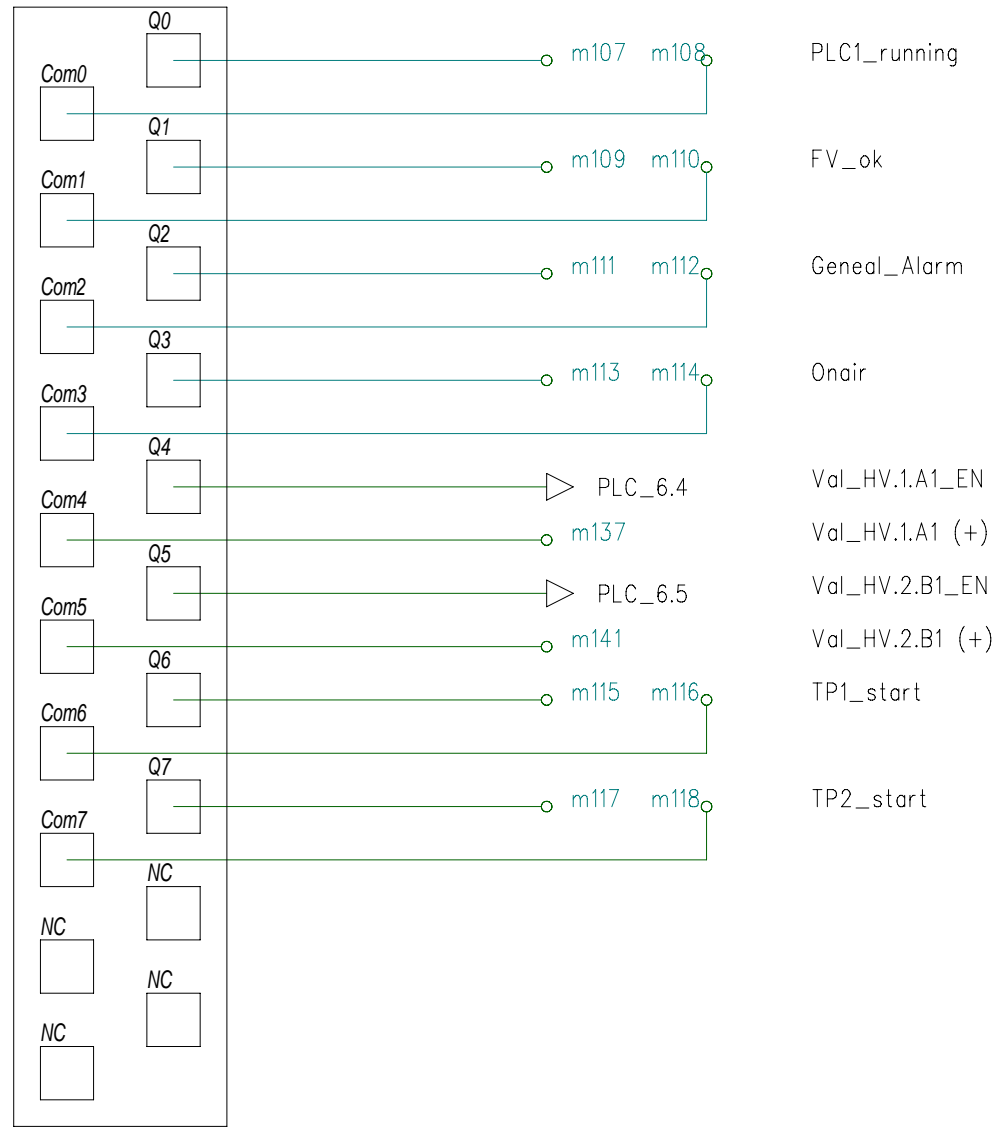 Q0
m107 m108 PLC1_running
Com0
Q1
m109 m110 FV_ok
Com1
Q2
m111 m112 Geneal_Alarm
Com2
Q3
m113 m114 Onair
Com3
Q4
PLC_6.4 Val_HV.1.A1_EN
Com4
m137 Val_HV.1.A1 (+)
Q5
PLC_6.5 Val_HV.2.B1_EN
Com5
m141 Val_HV.2.B1 (+)
Q6
m115 m116 TP1_start
Com6
Q7
m117 m118 TP2_start
Com7
NC
NC
NC
NC